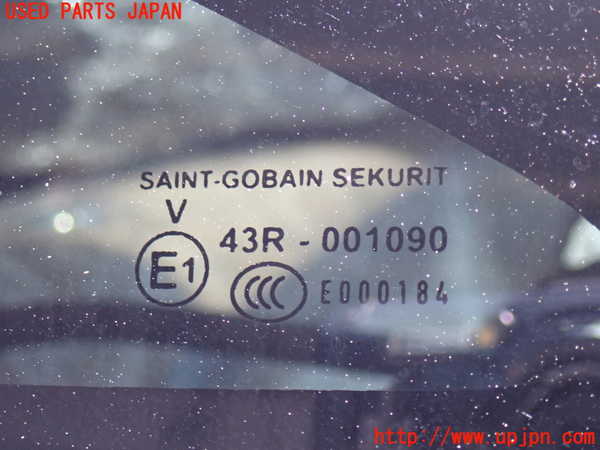 USED PARTS JAPAN
SAINT-GOBAIN SEKURIT
V
E1 43R - 001090
CCC E000184
http://www.upjpn.com